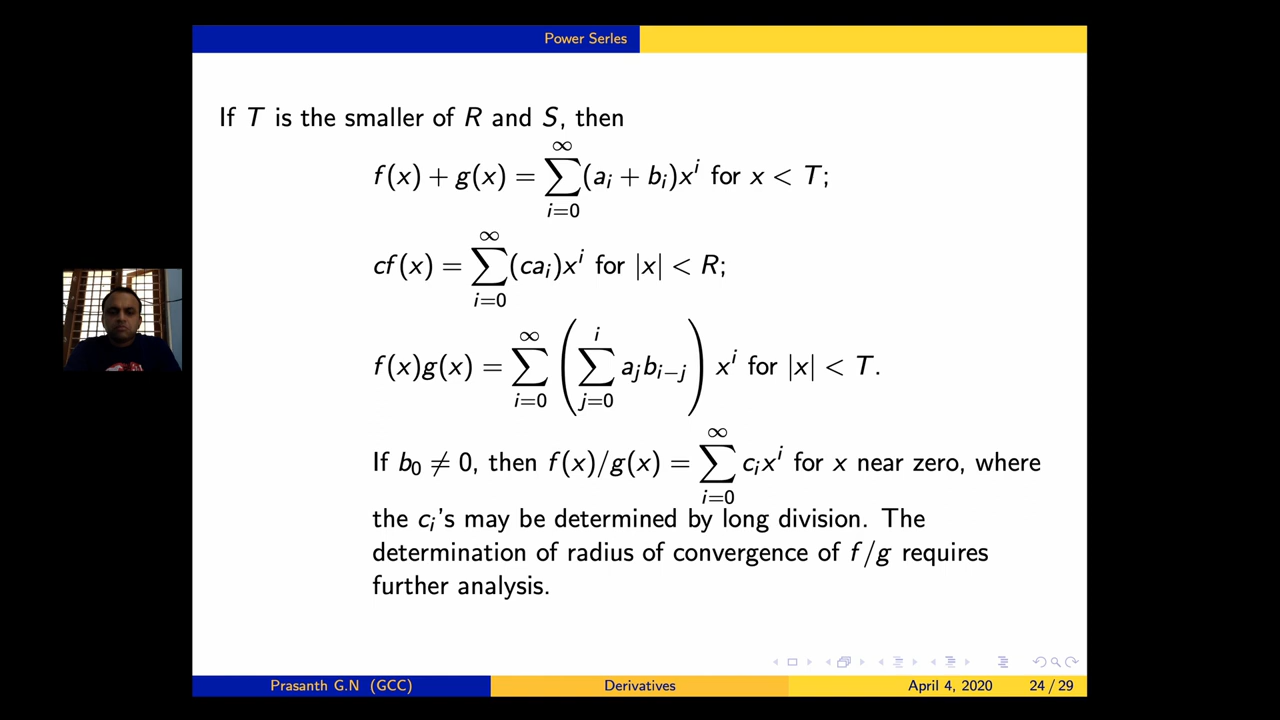 Power Series
If T is the smaller of R and S, then
f(x) + g(x) = ∑_{i=0}^{∞} (a_i + b_i)x^i for x < T;
cf(x) = ∑_{i=0}^{∞} (ca_i)x^i for |x| < R;
f(x)g(x) = ∑_{i=0}^{∞} (∑_{j=0}^{i} a_j b_{i−j}) x^i for |x| < T.
If b_0 ≠ 0, then f(x)/g(x) = ∑_{i=0}^{∞} c_i x^i for x near zero, where
the c_i's may be determined by long division. The
determination of radius of convergence of f/g requires
further analysis.
Prasanth G.N (GCC) Derivatives April 4, 2020 24 / 29